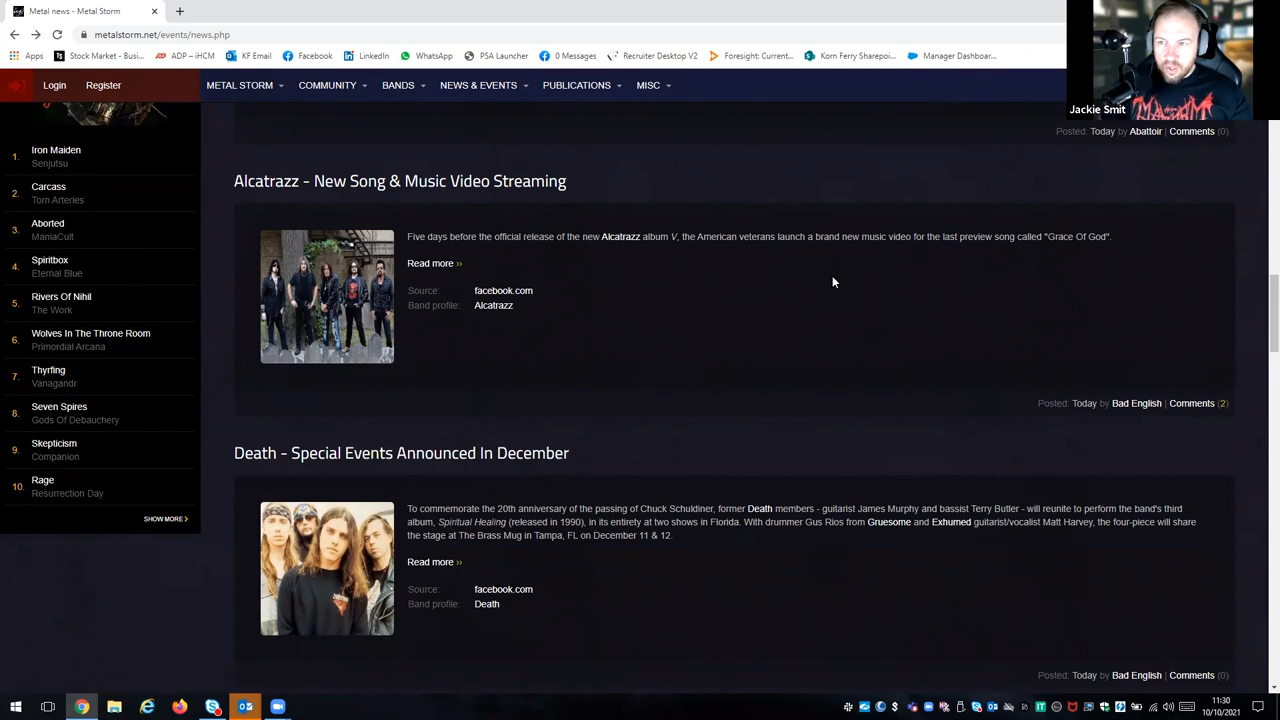 Metal news - Metal Storm
metalstorm.net/events/news.php
Apps Stock Market - Busi... ADP – iHCM KF Email Facebook LinkedIn WhatsApp PSA Launcher 0 Messages Recruiter Desktop V2 Foresight: Current... Korn Ferry Sharepoi... Manager Dashboar...
Login Register METAL STORM COMMUNITY BANDS NEWS & EVENTS PUBLICATIONS MISC
Jackie Smit
Posted: Today by Abattoir | Comments (0)
1. Iron Maiden
Senjutsu
2. Carcass
Torn Arteries
3. Aborted
ManiaCult
4. Spiritbox
Eternal Blue
5. Rivers Of Nihil
The Work
6. Wolves In The Throne Room
Primordial Arcana
7. Thyrfing
Vanagandr
8. Seven Spires
Gods Of Debauchery
9. Skepticism
Companion
10. Rage
Resurrection Day
SHOW MORE
Alcatrazz - New Song & Music Video Streaming
Five days before the official release of the new Alcatrazz album V, the American veterans launch a brand new music video for the last preview song called "Grace Of God".
Read more ››
Source: facebook.com
Band profile: Alcatrazz
Posted: Today by Bad English | Comments (2)
Death - Special Events Announced In December
To commemorate the 20th anniversary of the passing of Chuck Schuldiner, former Death members - guitarist James Murphy and bassist Terry Butler - will reunite to perform the band's third
album, Spiritual Healing (released in 1990), in its entirety at two shows in Florida. With drummer Gus Rios from Gruesome and Exhumed guitarist/vocalist Matt Harvey, the four-piece will share
the stage at The Brass Mug in Tampa, FL on December 11 & 12.
Read more ››
Source: facebook.com
Band profile: Death
Posted: Today by Bad English | Comments (0)
11:30
10/10/2021